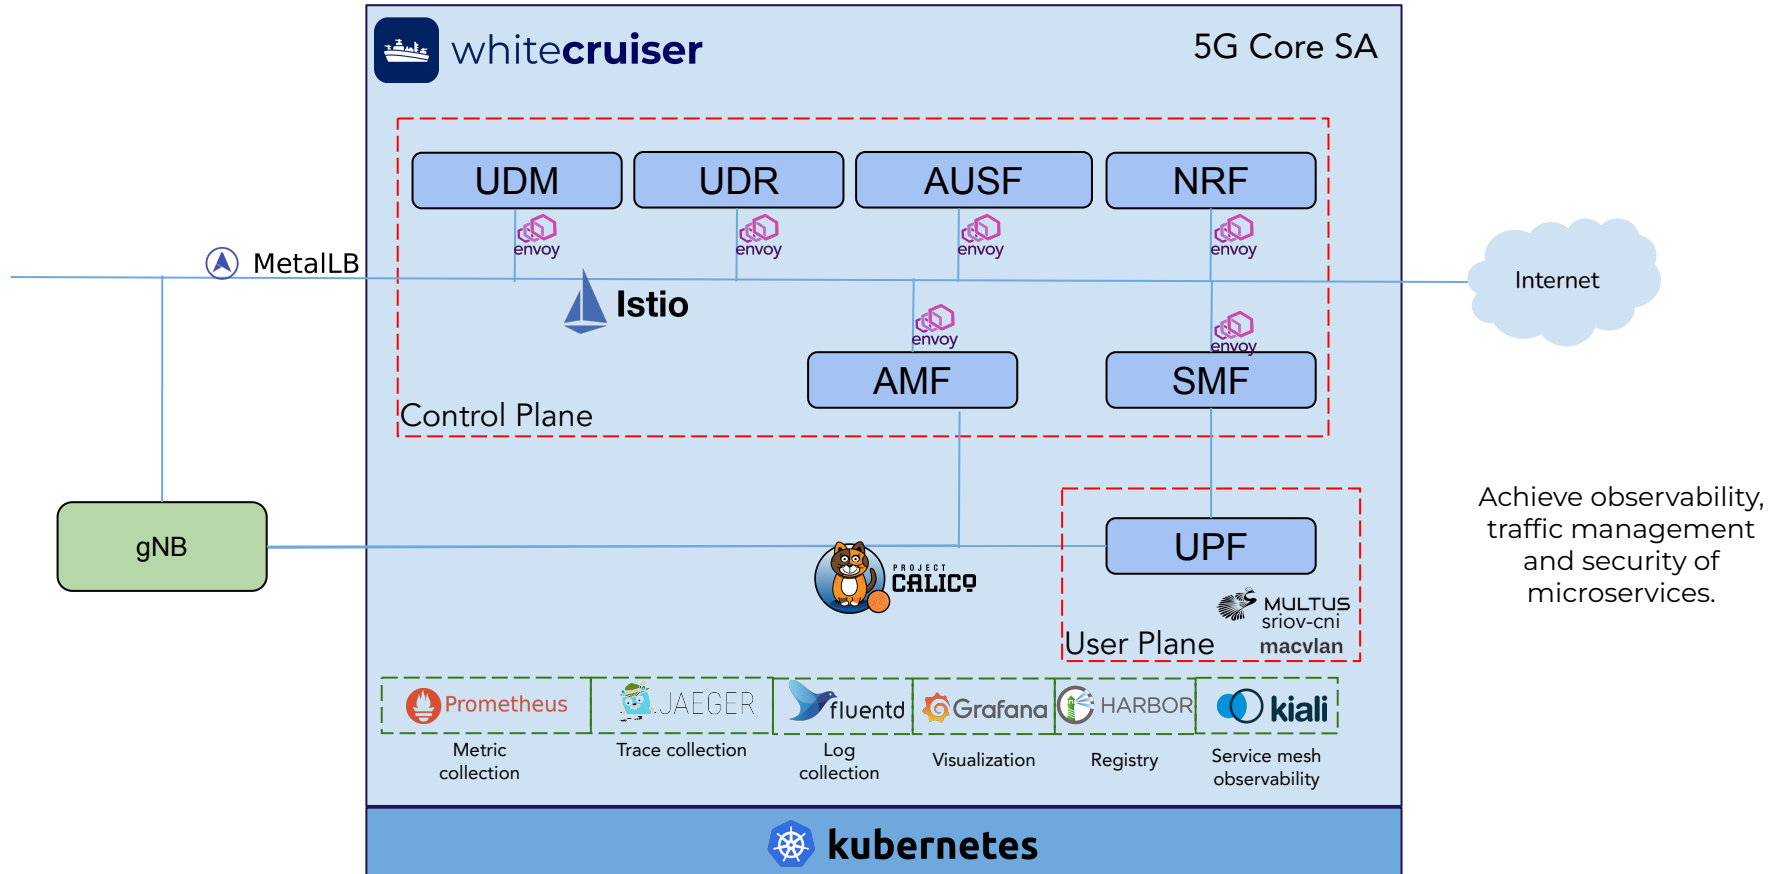 whitecruiser
5G Core SA
UDM
UDR
AUSF
NRF
envoy
envoy
envoy
envoy
MetalLB
Istio
Internet
envoy
envoy
AMF
SMF
Control Plane
gNB
UPF
PROJECT
CALICO
MULTUS
sriov-cni
macvlan
User Plane
Achieve observability,
traffic management
and security of
microservices.
Prometheus
JAEGER
fluentd
Grafana
HARBOR
kiali
Metric
collection
Trace collection
Log
collection
Visualization
Registry
Service mesh
observability
kubernetes